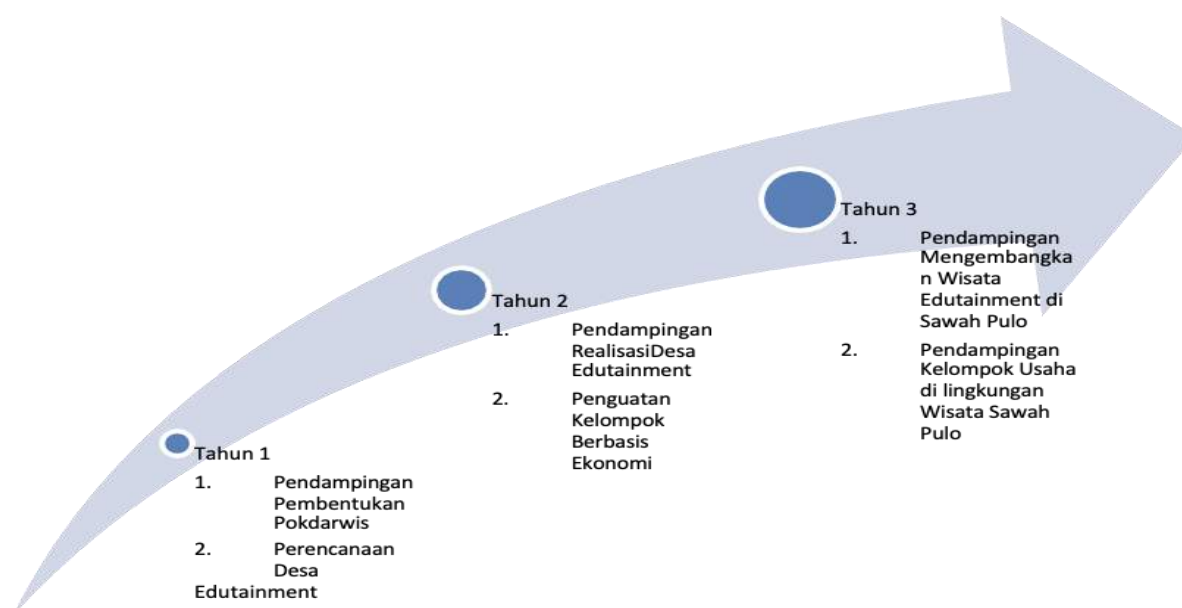 Tahun 1
1. Pendampingan
Pembentukan
Pokdarwis
2. Perencanaan
Desa
Edutainment
Tahun 2
1. Pendampingan
RealisasiDesa
Edutainment
2. Penguatan
Kelompok
Berbasis
Ekonomi
Tahun 3
1. Pendampingan
Mengembangka
n Wisata
Edutainment di
Sawah Pulo
2. Pendampingan
Kelompok Usaha
di lingkungan
Wisata Sawah
Pulo